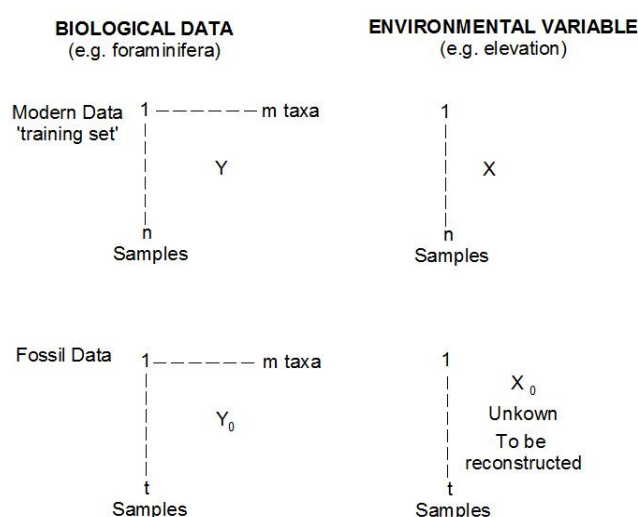 BIOLOGICAL DATA
(e.g. foraminifera)
ENVIRONMENTAL VARIABLE
(e.g. elevation)
Modern Data
'training set'
1 m taxa
Y
n
Samples
1
X
n
Samples
Fossil Data
1 m taxa
Y0
t
Samples
1
X0
Unkown
To be
reconstructed
t
Samples